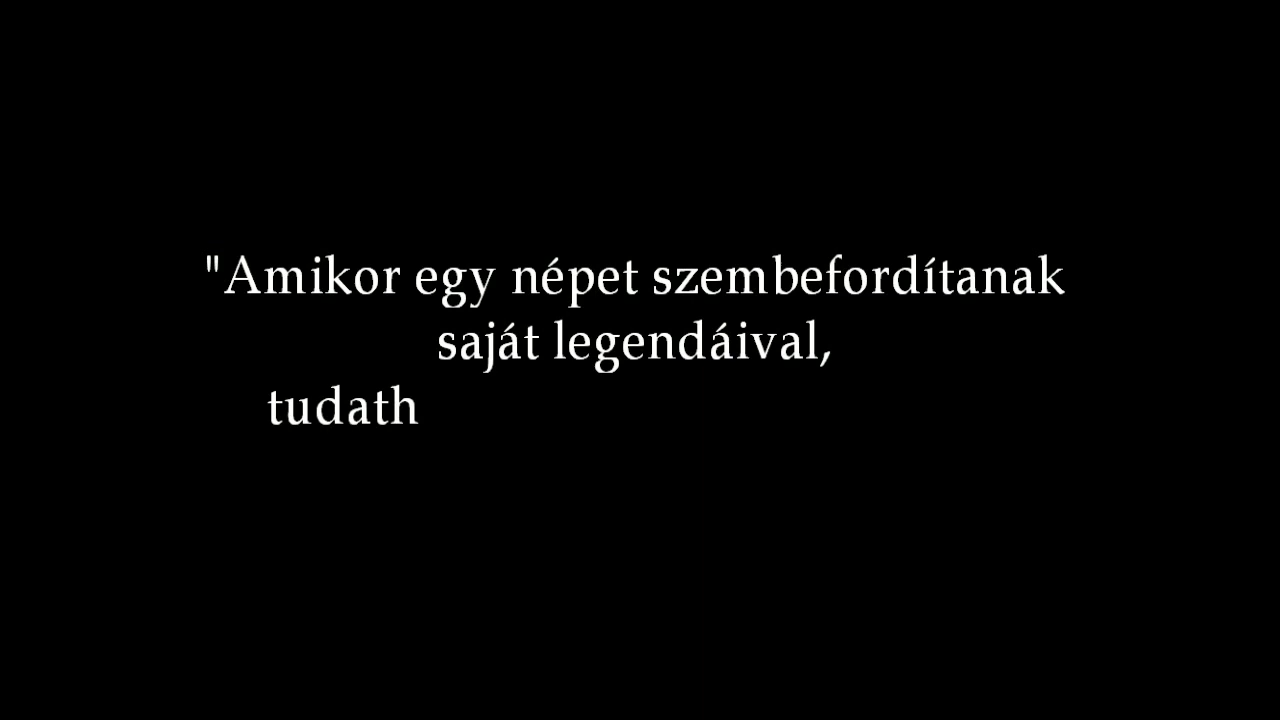 "Amikor egy népet szembefordítanak
saját legendáival,
tudath